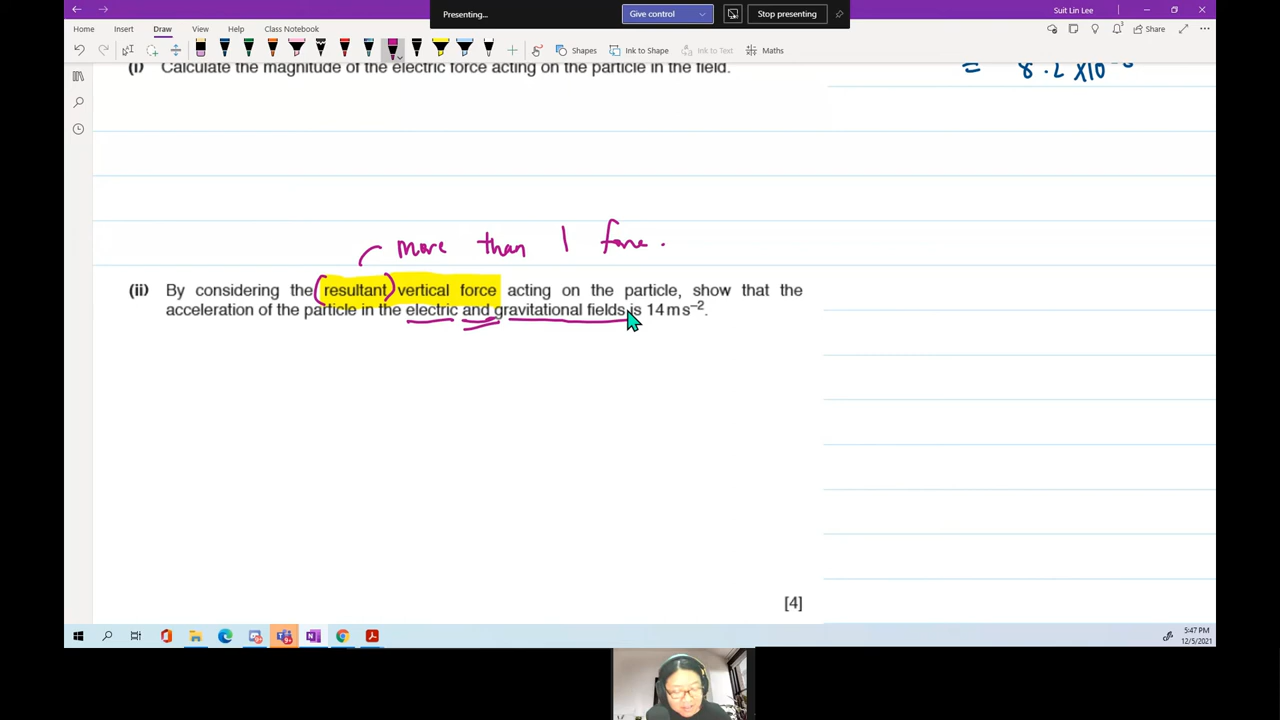 Presenting...
Give control
Stop presenting
Suit Lin Lee
Home
Insert
Draw
View
Help
Class Notebook
Share
Shapes
Ink to Shape
Ink to Text
Maths
(i) Calculate the magnitude of the electric force acting on the particle in the field.
= 8.2 x10
more than 1 force.
(ii) By considering the (resultant) vertical force acting on the particle, show that the
acceleration of the particle in the electric and gravitational fields is 14 m s⁻².
[4]
5:47 PM
12/5/2021